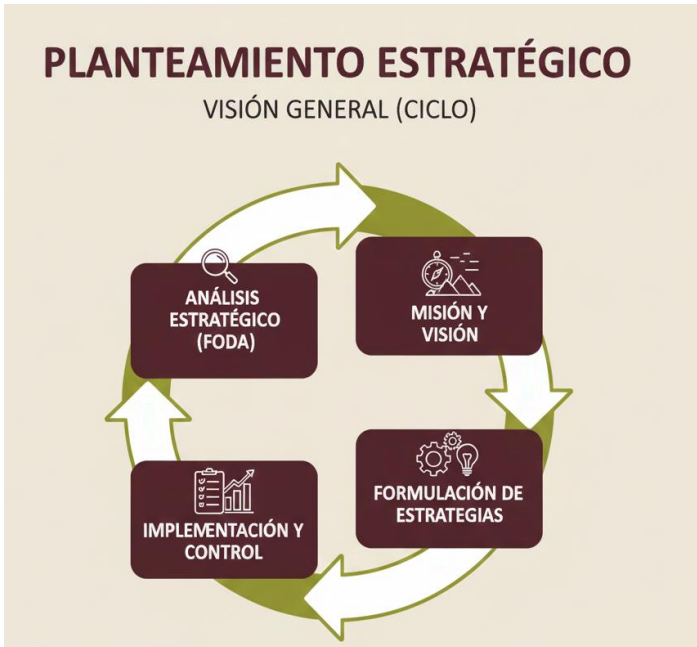 PLANTEAMIENTO ESTRATÉGICO
VISIÓN GENERAL (CICLO)
ANÁLISIS
ESTRATÉGICO
(FODA)
MISIÓN Y
VISIÓN
FORMULACIÓN DE
ESTRATEGIAS
IMPLEMENTACIÓN Y
CONTROL